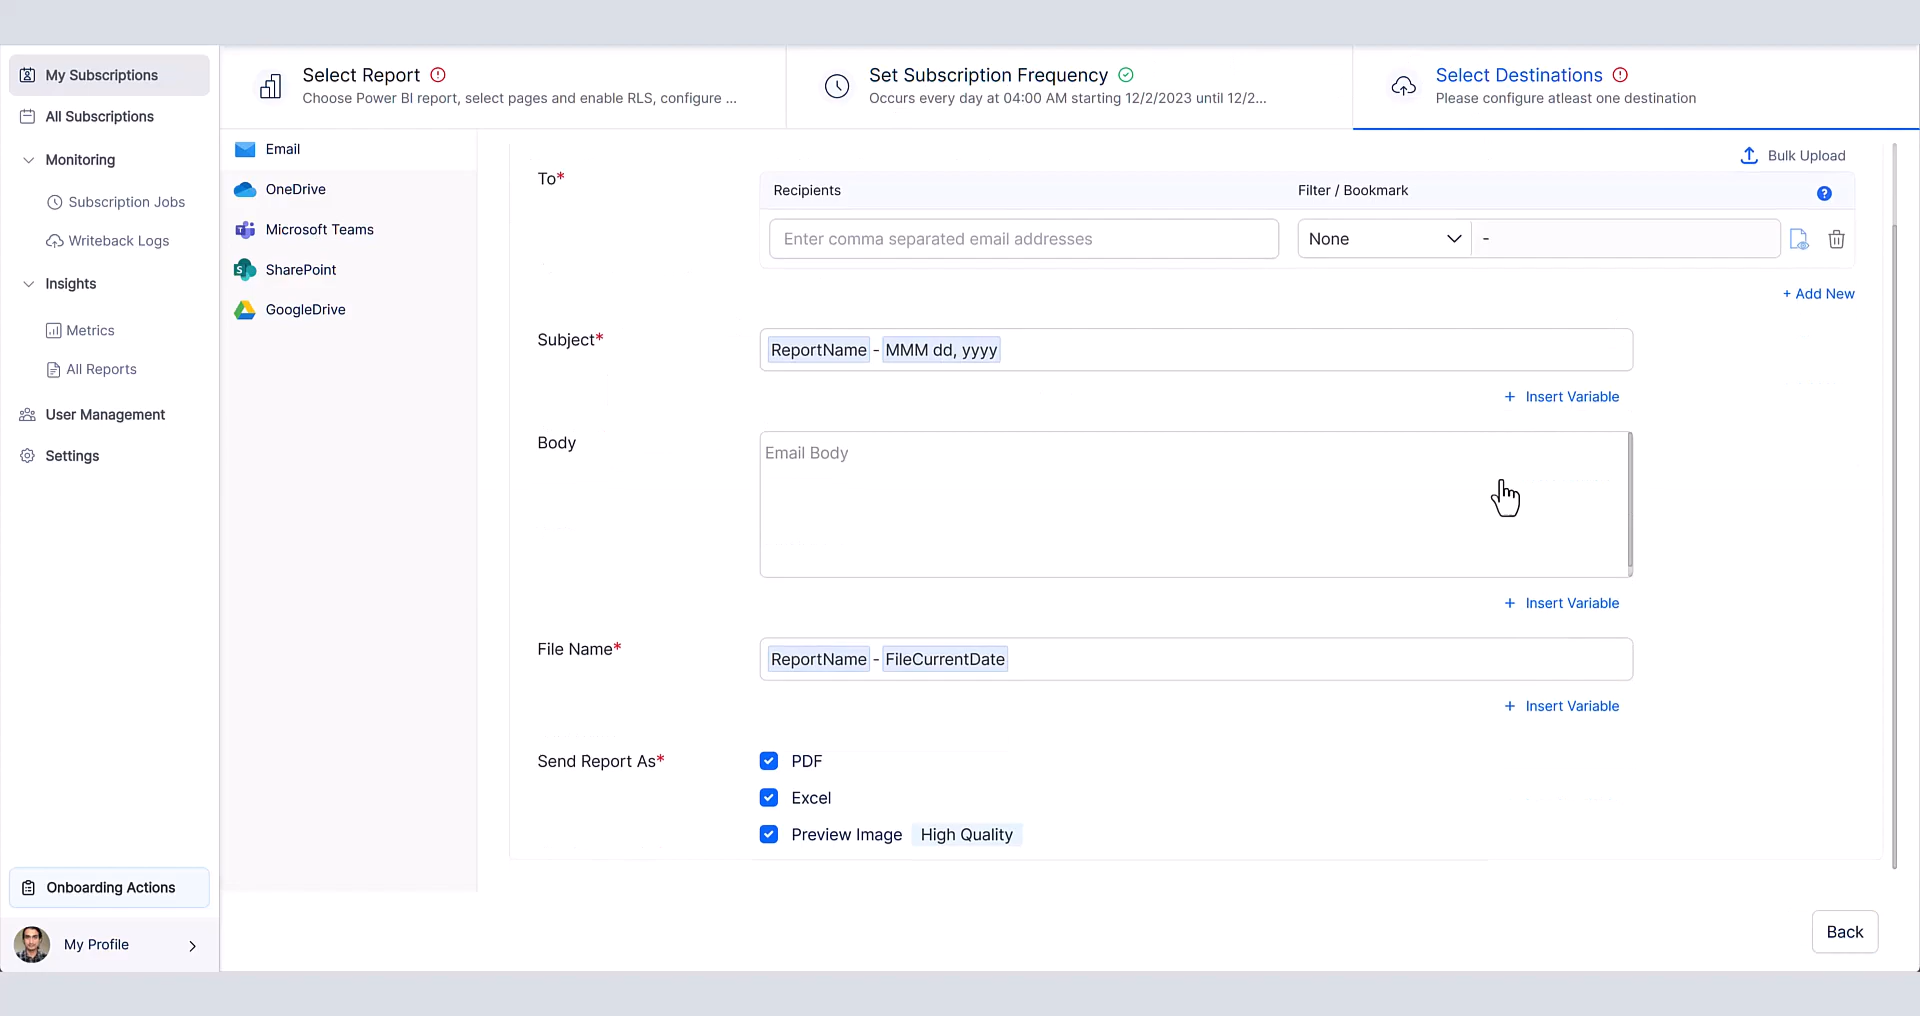 My Subscriptions
All Subscriptions
Monitoring
Subscription Jobs
Writeback Logs
Insights
Metrics
All Reports
User Management
Settings
Onboarding Actions
My Profile
Select Report
Choose Power BI report, select pages and enable RLS, configure ...
Set Subscription Frequency
Occurs every day at 04:00 AM starting 12/2/2023 until 12/2...
Select Destinations
Please configure atleast one destination
Email
OneDrive
Microsoft Teams
SharePoint
GoogleDrive
Bulk Upload
To*
Recipients
Filter / Bookmark
?
Enter comma separated email addresses
None
-
+ Add New
Subject*
ReportName - MMM dd, yyyy
+ Insert Variable
Body
Email Body
+ Insert Variable
File Name*
ReportName - FileCurrentDate
+ Insert Variable
Send Report As*
PDF
Excel
Preview Image High Quality
Back